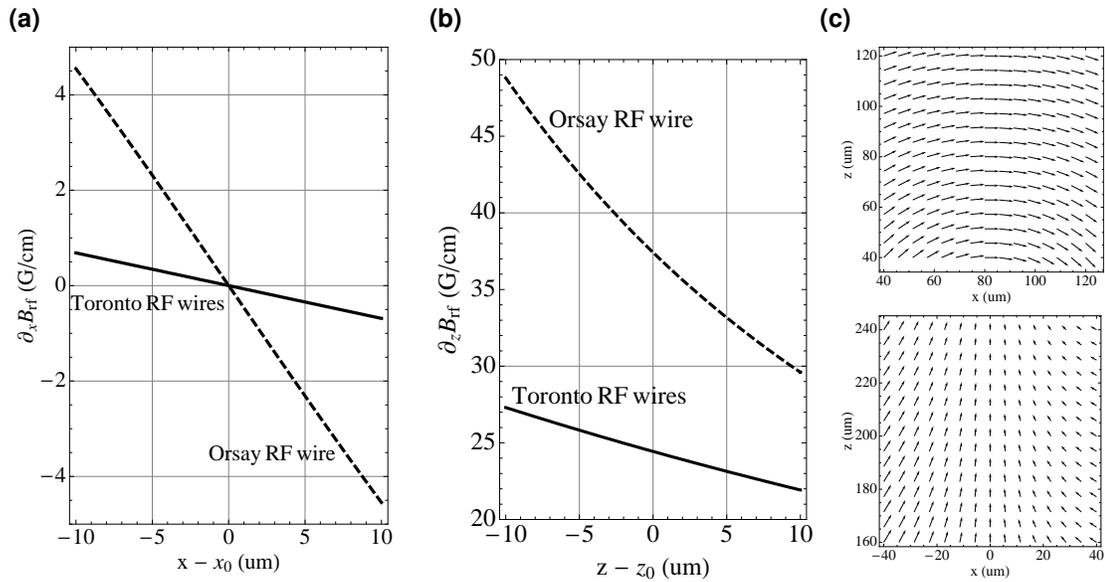 (a)
4
2
0
−2
−4
∂xBrf (G/cm)
Toronto RF wires
Orsay RF wire
−10
−5
0
5
10
x − x0 (um)
(b)
50
45
40
35
30
25
20
∂zBrf (G/cm)
Orsay RF wire
Toronto RF wires
−10
−5
0
5
10
z − z0 (um)
(c)
120
100
80
60
40
z (um)
40
60
80
100
120
x (um)
240
220
200
180
160
z (um)
−40
−20
0
20
40
x (um)